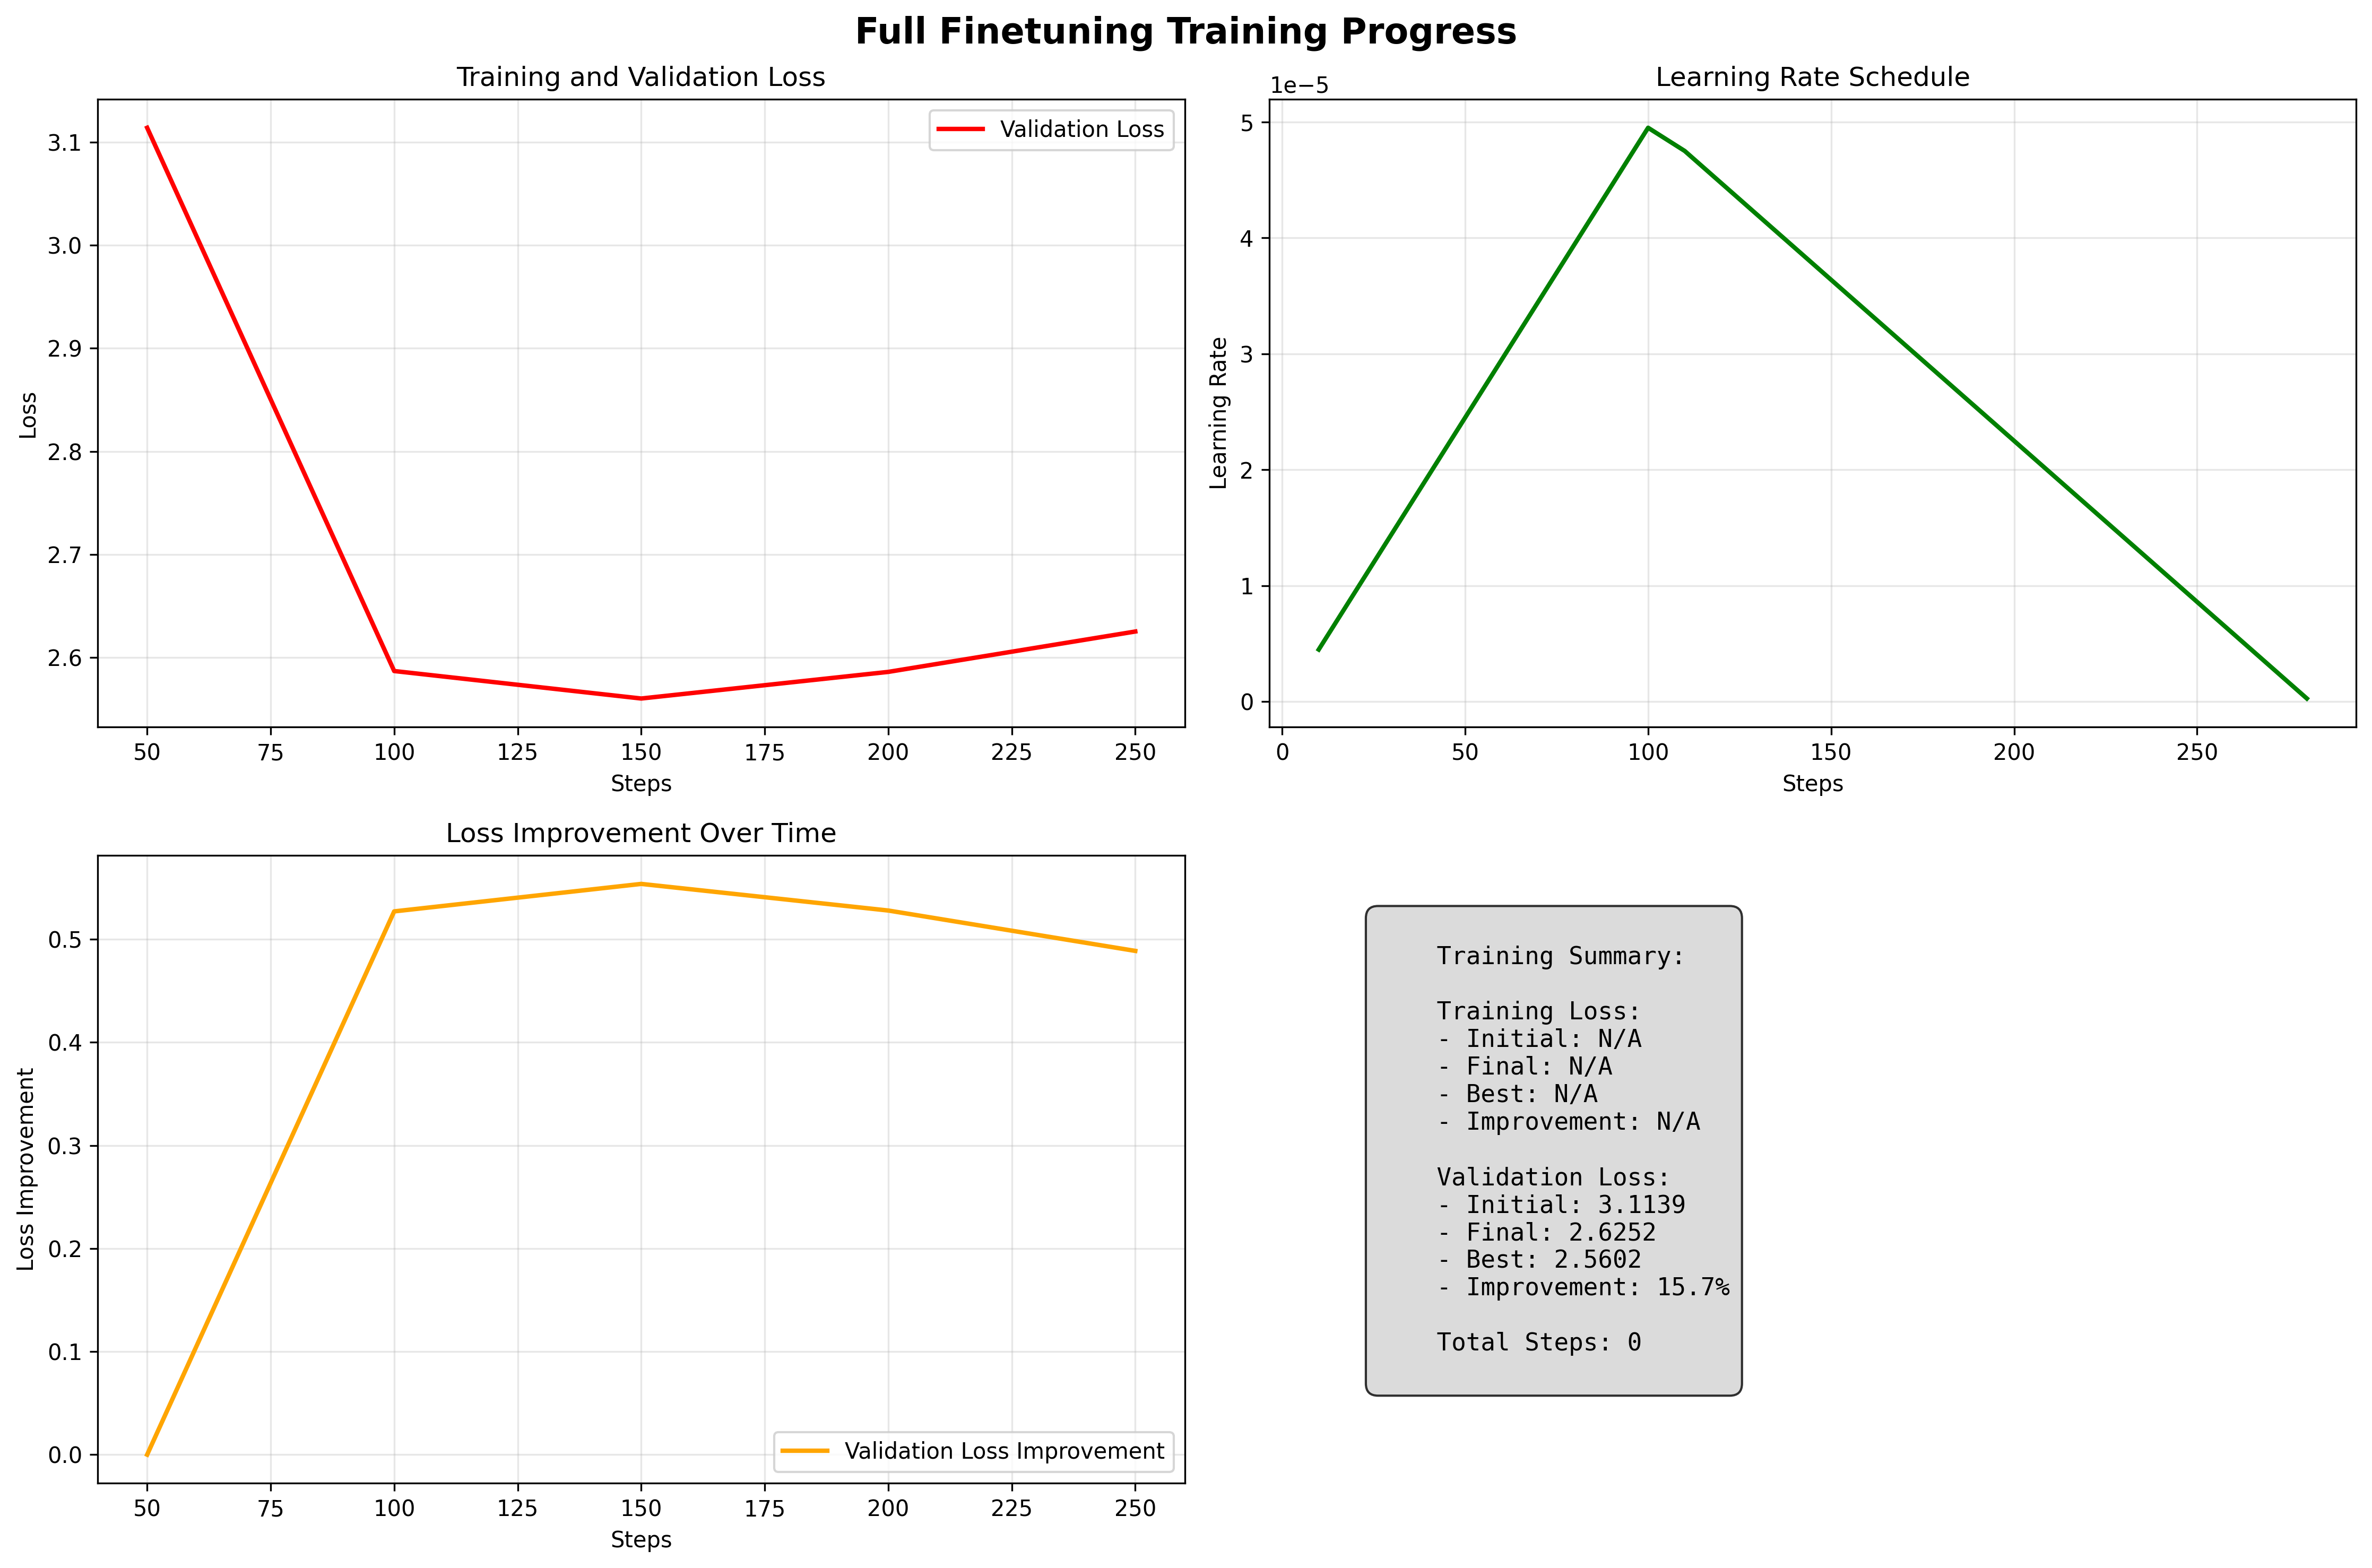 Full Finetuning Training Progress
Training and Validation Loss
Validation Loss
Loss
3.1
3.0
2.9
2.8
2.7
2.6
50 75 100 125 150 175 200 225 250
Steps
Learning Rate Schedule
1e−5
Learning Rate
5
4
3
2
1
0
0 50 100 150 200 250
Steps
Loss Improvement Over Time
Loss Improvement
0.5
0.4
0.3
0.2
0.1
0.0
Validation Loss Improvement
50 75 100 125 150 175 200 225 250
Steps
Training Summary:
Training Loss:
- Initial: N/A
- Final: N/A
- Best: N/A
- Improvement: N/A
Validation Loss:
- Initial: 3.1139
- Final: 2.6252
- Best: 2.5602
- Improvement: 15.7%
Total Steps: 0